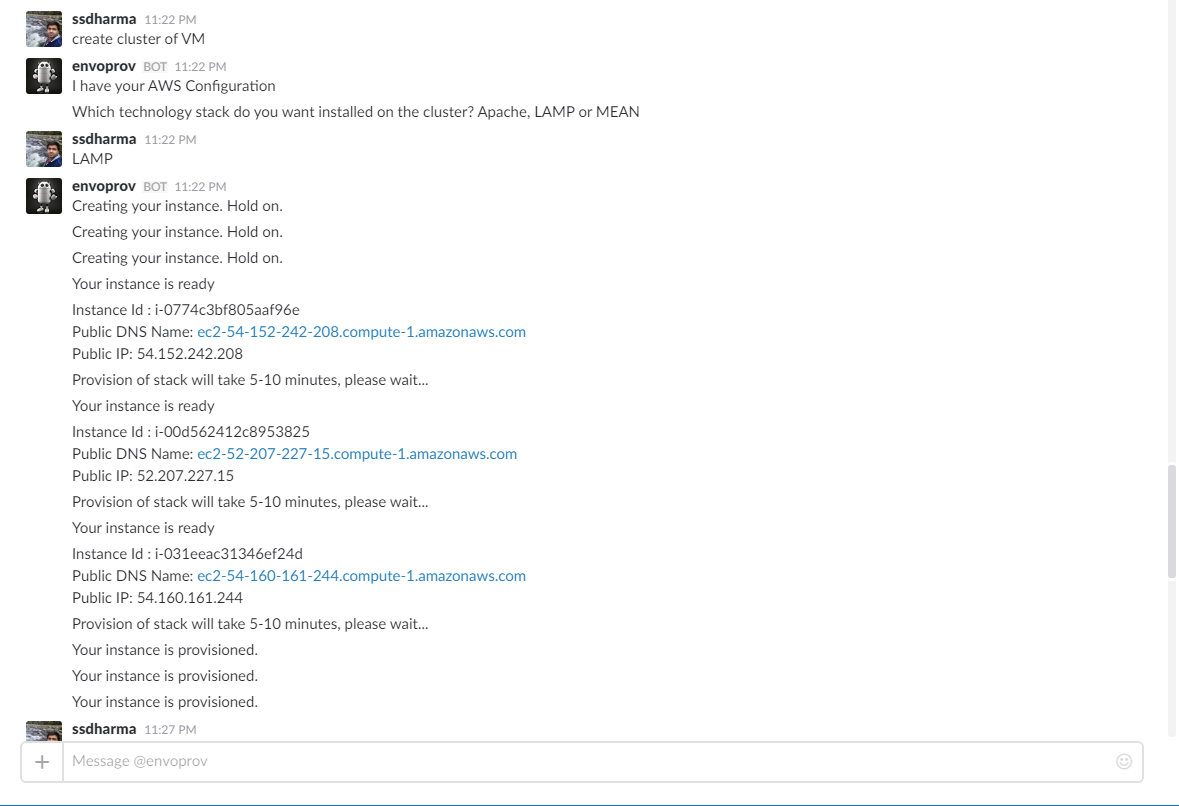 ssdharma 11:22 PM
create cluster of VM
envoprov BOT 11:22 PM
I have your AWS Configuration
Which technology stack do you want installed on the cluster? Apache, LAMP or MEAN
ssdharma 11:22 PM
LAMP
envoprov BOT 11:22 PM
Creating your instance. Hold on.
Creating your instance. Hold on.
Creating your instance. Hold on.
Your instance is ready
Instance Id : i-0774c3bf805aaf96e
Public DNS Name: ec2-54-152-242-208.compute-1.amazonaws.com
Public IP: 54.152.242.208
Provision of stack will take 5-10 minutes, please wait...
Your instance is ready
Instance Id : i-00d562412c8953825
Public DNS Name: ec2-52-207-227-15.compute-1.amazonaws.com
Public IP: 52.207.227.15
Provision of stack will take 5-10 minutes, please wait...
Your instance is ready
Instance Id : i-031eeac31346ef24d
Public DNS Name: ec2-54-160-161-244.compute-1.amazonaws.com
Public IP: 54.160.161.244
Provision of stack will take 5-10 minutes, please wait...
Your instance is provisioned.
Your instance is provisioned.
Your instance is provisioned.
ssdharma 11:27 PM
Message @envoprov